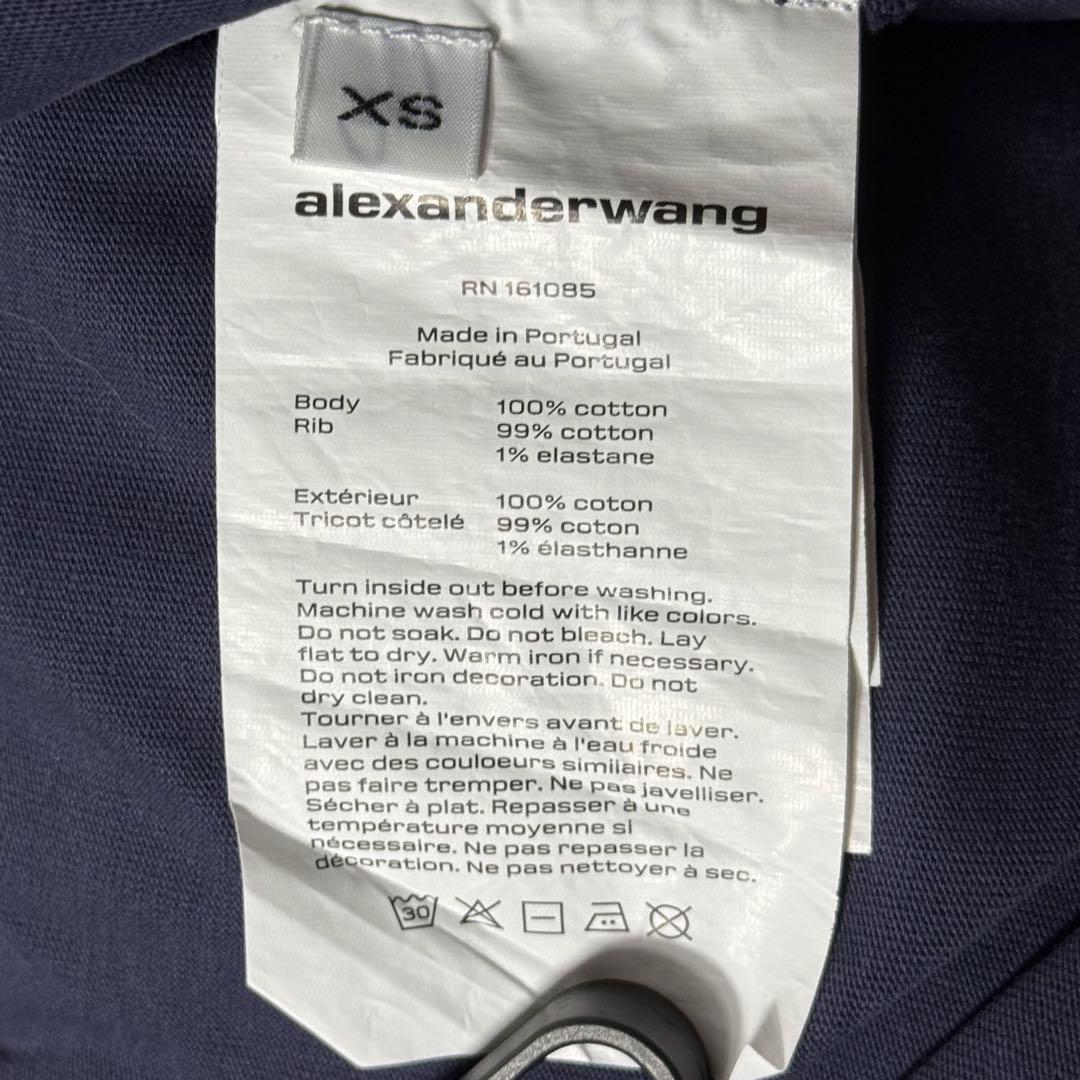 XS
alexanderwang
RN 161085
Made in Portugal
Fabriqué au Portugal
Body 100% cotton
Rib 99% cotton
1% elastane
Extérieur 100% coton
Tricot côtelé 99% coton
1% élasthanne
Turn inside out before washing.
Machine wash cold with like colors.
Do not soak. Do not bleach. Lay
flat to dry. Warm iron if necessary.
Do not iron decoration. Do not
dry clean.
Tourner à l'envers avant de laver.
Laver à la machine à l'eau froide
avec des couloeurs similaires. Ne
pas faire tremper. Ne pas javelliser.
Sécher à plat. Repasser à une
température moyenne si
nécessaire. Ne pas repasser la
décoration. Ne pas nettoyer à sec.
30